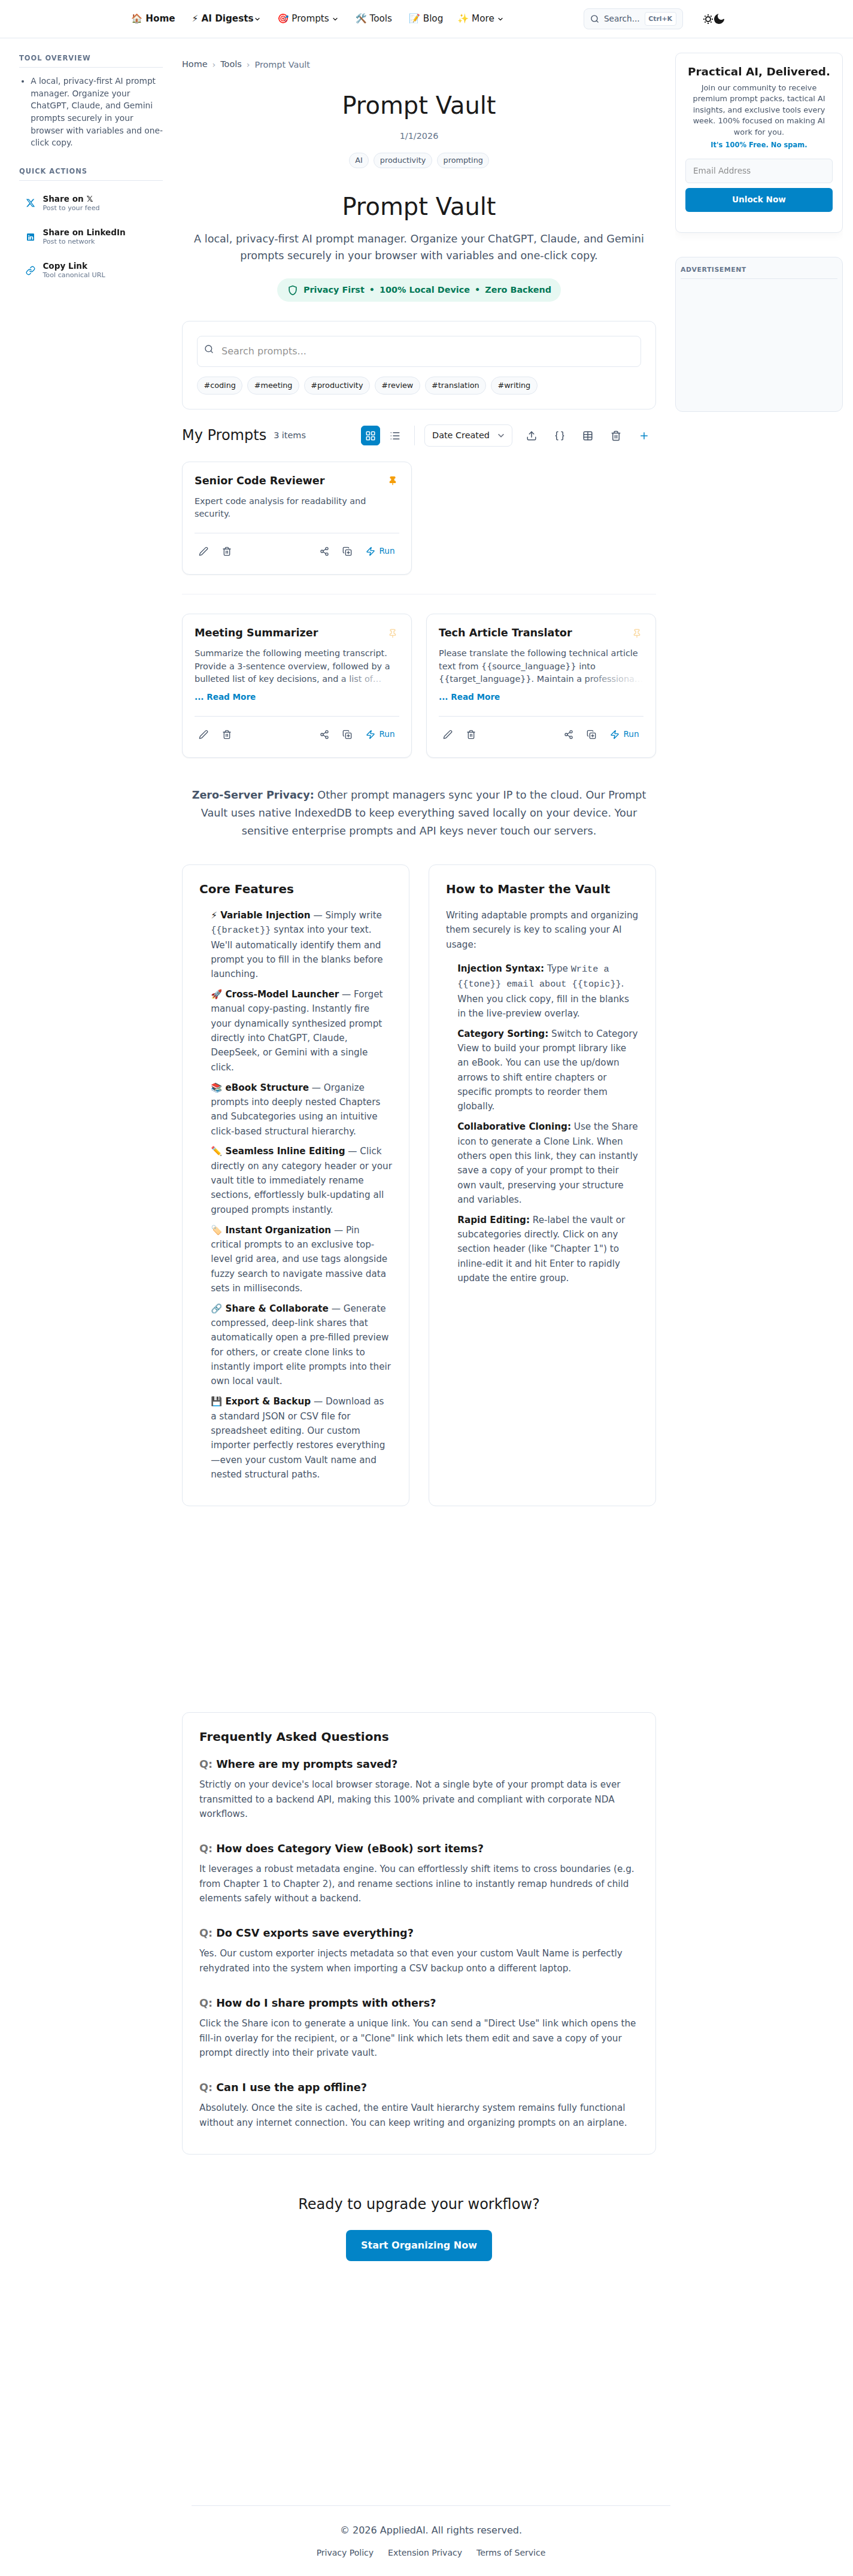 🏠 Home
⚡ AI Digests
🎯 Prompts
🛠️ Tools
📝 Blog
✨ More
Search... Ctrl+K
TOOL OVERVIEW
• A local, privacy-first AI prompt
manager. Organize your
ChatGPT, Claude, and Gemini
prompts securely in your
browser with variables and one-
click copy.
QUICK ACTIONS
Share on 𝕏
Post to your feed
Share on LinkedIn
Post to network
Copy Link
Tool canonical URL
Home › Tools › Prompt Vault
Prompt Vault
1/1/2026
AI
productivity
prompting
Prompt Vault
A local, privacy-first AI prompt manager. Organize your ChatGPT, Claude, and Gemini
prompts securely in your browser with variables and one-click copy.
Privacy First • 100% Local Device • Zero Backend
Search prompts...
#coding
#meeting
#productivity
#review
#translation
#writing
My Prompts 3 items
Date Created
Senior Code Reviewer
Expert code analysis for readability and
security.
Run
Meeting Summarizer
Summarize the following meeting transcript.
Provide a 3-sentence overview, followed by a
bulleted list of key decisions, and a list of...
... Read More
Run
Tech Article Translator
Please translate the following technical article
text from {{source_language}} into
{{target_language}}. Maintain a professiona...
... Read More
Run
Zero-Server Privacy: Other prompt managers sync your IP to the cloud. Our Prompt
Vault uses native IndexedDB to keep everything saved locally on your device. Your
sensitive enterprise prompts and API keys never touch our servers.
Core Features
⚡ Variable Injection — Simply write
{{bracket}} syntax into your text.
We'll automatically identify them and
prompt you to fill in the blanks before
launching.
🚀 Cross-Model Launcher — Forget
manual copy-pasting. Instantly fire
your dynamically synthesized prompt
directly into ChatGPT, Claude,
DeepSeek, or Gemini with a single
click.
📚 eBook Structure — Organize
prompts into deeply nested Chapters
and Subcategories using an intuitive
click-based structural hierarchy.
✏️ Seamless Inline Editing — Click
directly on any category header or your
vault title to immediately rename
sections, effortlessly bulk-updating all
grouped prompts instantly.
🏷️ Instant Organization — Pin
critical prompts to an exclusive top-
level grid area, and use tags alongside
fuzzy search to navigate massive data
sets in milliseconds.
🔗 Share & Collaborate — Generate
compressed, deep-link shares that
automatically open a pre-filled preview
for others, or create clone links to
instantly import elite prompts into their
own local vault.
💾 Export & Backup — Download as
a standard JSON or CSV file for
spreadsheet editing. Our custom
importer perfectly restores everything
—even your custom Vault name and
nested structural paths.
How to Master the Vault
Writing adaptable prompts and organizing
them securely is key to scaling your AI
usage:
Injection Syntax: Type Write a
{{tone}} email about {{topic}}.
When you click copy, fill in the blanks
in the live-preview overlay.
Category Sorting: Switch to Category
View to build your prompt library like
an eBook. You can use the up/down
arrows to shift entire chapters or
specific prompts to reorder them
globally.
Collaborative Cloning: Use the Share
icon to generate a Clone Link. When
others open this link, they can instantly
save a copy of your prompt to their
own vault, preserving your structure
and variables.
Rapid Editing: Re-label the vault or
subcategories directly. Click on any
section header (like "Chapter 1") to
inline-edit it and hit Enter to rapidly
update the entire group.
Frequently Asked Questions
Q: Where are my prompts saved?
Strictly on your device's local browser storage. Not a single byte of your prompt data is ever
transmitted to a backend API, making this 100% private and compliant with corporate NDA
workflows.
Q: How does Category View (eBook) sort items?
It leverages a robust metadata engine. You can effortlessly shift items to cross boundaries (e.g.
from Chapter 1 to Chapter 2), and rename sections inline to instantly remap hundreds of child
elements safely without a backend.
Q: Do CSV exports save everything?
Yes. Our custom exporter injects metadata so that even your custom Vault Name is perfectly
rehydrated into the system when importing a CSV backup onto a different laptop.
Q: How do I share prompts with others?
Click the Share icon to generate a unique link. You can send a "Direct Use" link which opens the
fill-in overlay for the recipient, or a "Clone" link which lets them edit and save a copy of your
prompt directly into their private vault.
Q: Can I use the app offline?
Absolutely. Once the site is cached, the entire Vault hierarchy system remains fully functional
without any internet connection. You can keep writing and organizing prompts on an airplane.
Ready to upgrade your workflow?
Start Organizing Now
Practical AI, Delivered.
Join our community to receive
premium prompt packs, tactical AI
insights, and exclusive tools every
week. 100% focused on making AI
work for you.
It's 100% Free. No spam.
Email Address
Unlock Now
ADVERTISEMENT
© 2026 AppliedAI. All rights reserved.
Privacy Policy
Extension Privacy
Terms of Service